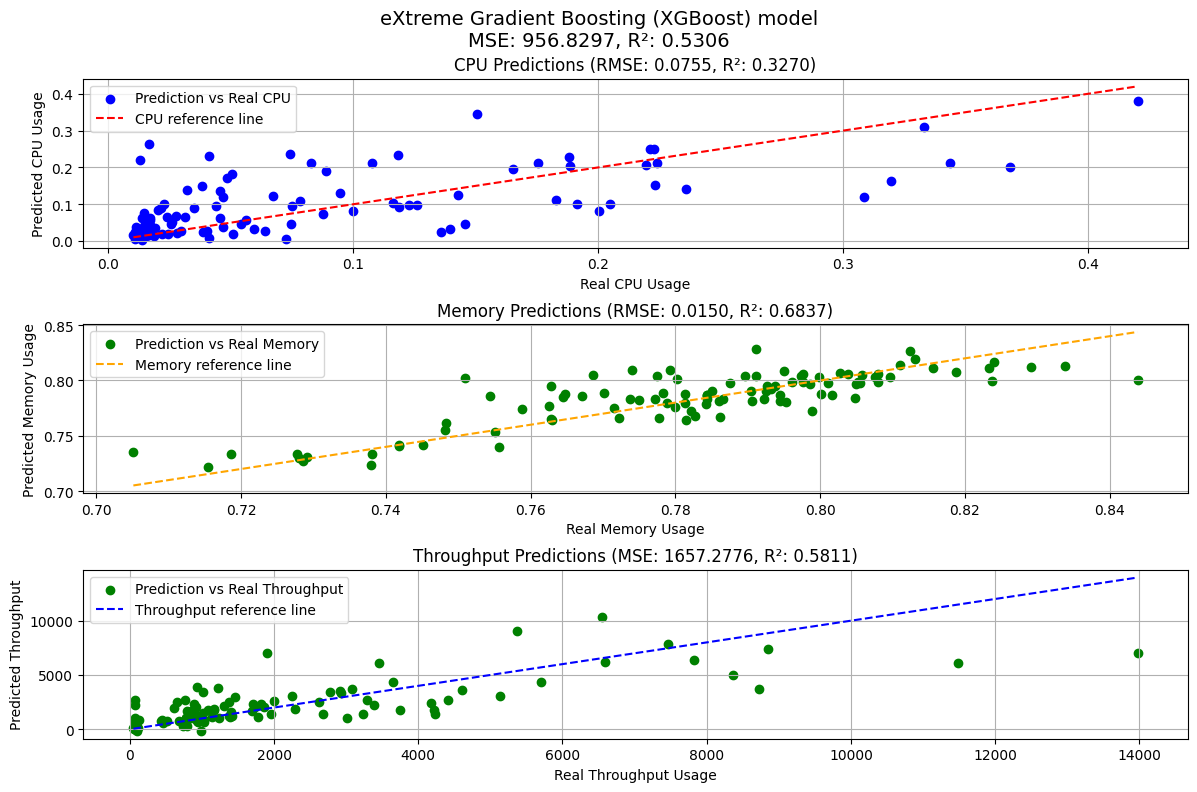 eXtreme Gradient Boosting (XGBoost) model
MSE: 956.8297, R²: 0.5306
CPU Predictions (RMSE: 0.0755, R²: 0.3270)
Predicted CPU Usage
0.4
0.3
0.2
0.1
0.0
Prediction vs Real CPU
CPU reference line
0.0 0.1 0.2 0.3 0.4
Real CPU Usage
Memory Predictions (RMSE: 0.0150, R²: 0.6837)
Predicted Memory Usage
0.85
0.80
0.75
0.70
Prediction vs Real Memory
Memory reference line
0.70 0.72 0.74 0.76 0.78 0.80 0.82 0.84
Real Memory Usage
Throughput Predictions (MSE: 1657.2776, R²: 0.5811)
Predicted Throughput
10000
5000
0
Prediction vs Real Throughput
Throughput reference line
0 2000 4000 6000 8000 10000 12000 14000
Real Throughput Usage